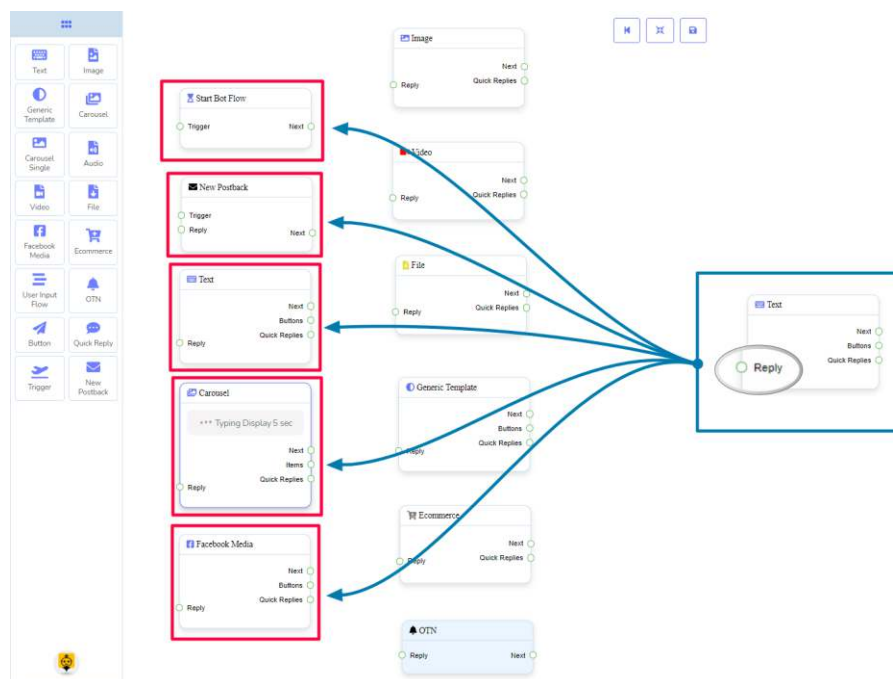 Text
Image
Generic
Template
Carousel
Carousel
Single
Audio
Video
File
Facebook
Media
Ecommerce
User Input
Flow
OTN
Button
Quick Reply
Trigger
New
Postback
Start Bot Flow
Trigger
Next
New Postback
Trigger
Reply
Next
Text
Next
Buttons
Quick Replies
Reply
Carousel
••• Typing Display 5 sec
Next
Items
Quick Replies
Reply
Facebook Media
Next
Buttons
Quick Replies
Reply
Image
Next
Quick Replies
Reply
Video
Next
Quick Replies
Reply
File
Next
Quick Replies
Reply
Generic Template
Next
Buttons
Quick Replies
Reply
Ecommerce
Next
Quick Replies
Reply
OTN
Reply
Next
Text
Next
Buttons
Quick Replies
Reply